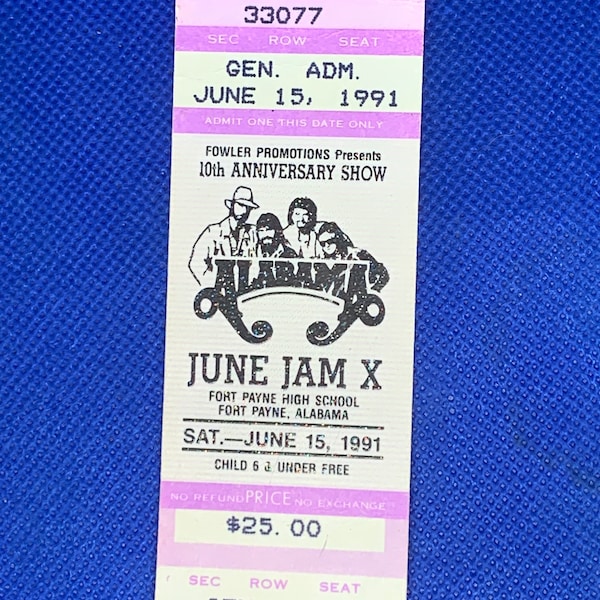 33077
SEC ROW SEAT
GEN. ADM.
JUNE 15, 1991
ADMIT ONE THIS DATE ONLY
FOWLER PROMOTIONS Presents
10th ANNIVERSARY SHOW
ALABAMA
JUNE JAM X
FORT PAYNE HIGH SCHOOL
FORT PAYNE, ALABAMA
SAT.—JUNE 15, 1991
CHILD 6 & UNDER FREE
NO REFUND PRICE NO EXCHANGE
$25.00
SEC ROW SEAT